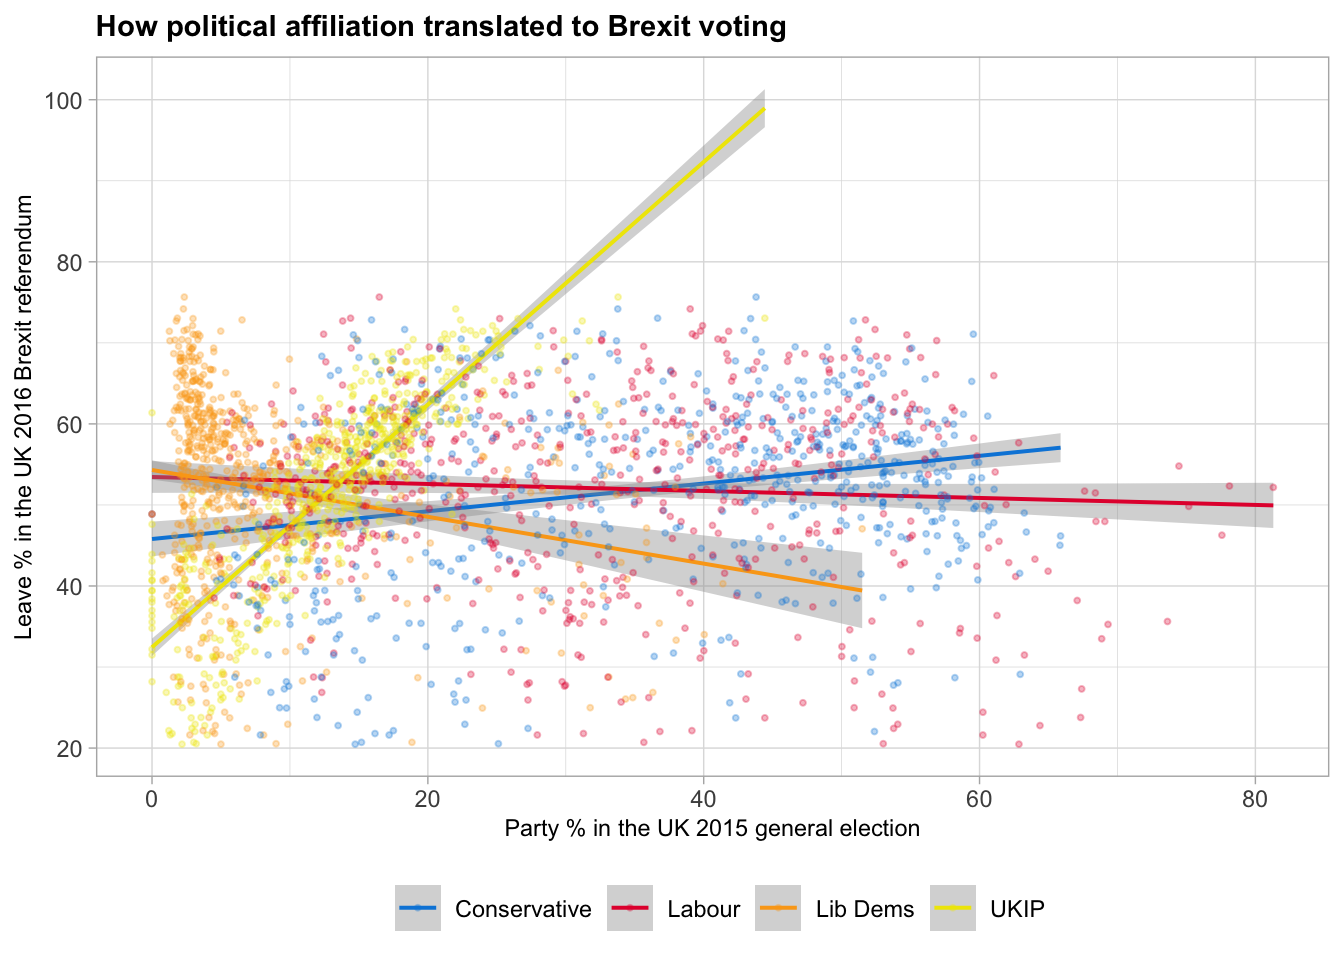 How political affiliation translated to Brexit voting
Leave % in the UK 2016 Brexit referendum
100
80
60
40
20
0
20
40
60
80
Party % in the UK 2015 general election
Conservative
Labour
Lib Dems
UKIP